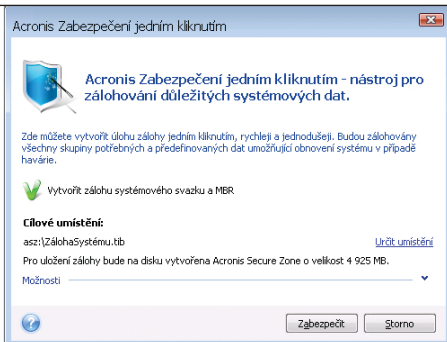 Acronis Zabezpečení jedním kliknutím
Acronis Zabezpečení jedním kliknutím - nástroj pro
zálohování důležitých systémových dat.
Zde můžete vytvořit úlohu zálohy jedním kliknutím, rychleji a jednodušeji. Budou zálohovány
všechny skupiny potřebných a předefinovaných dat umožňující obnovení systému v případě
havárie.
Vytvořit zálohu systémového svazku a MBR
Cílové umístění:
asz:\ZálohaSystému.tib Určit umístění
Pro uložení zálohy bude na disku vytvořena Acronis Secure Zone o velikost 4 925 MB.
Možnosti
Zabezpečit Storno